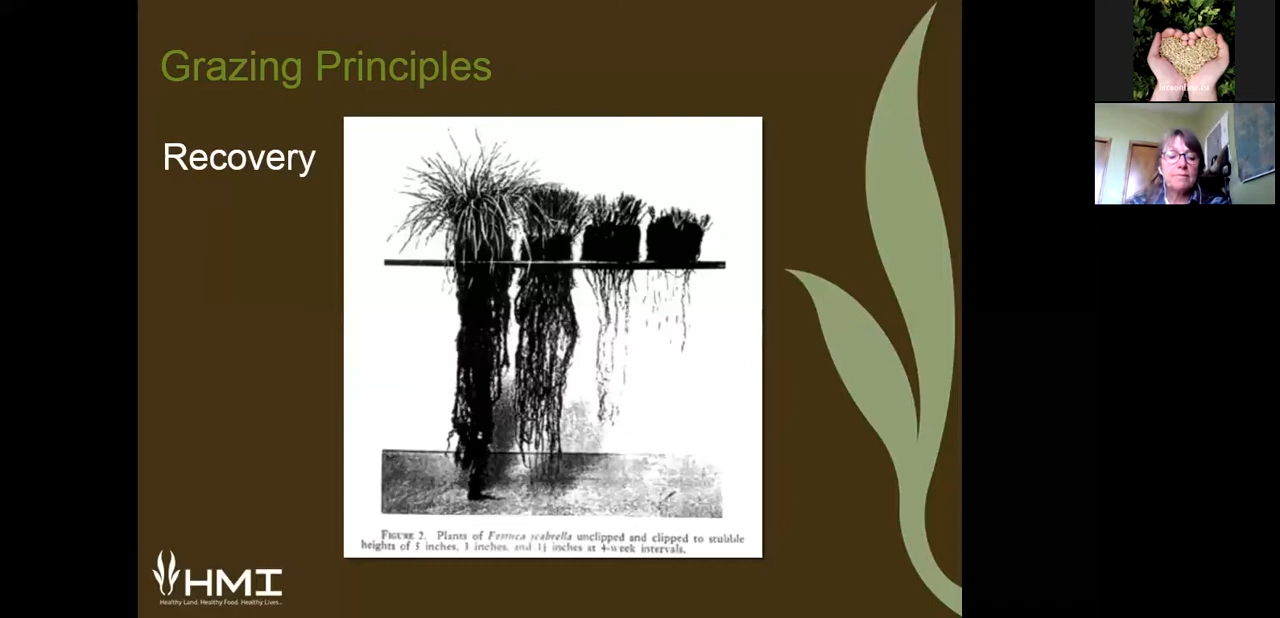 Grazing Principles
Recovery
FIGURE 2. Plants of Festuca scabrella unclipped and clipped to stubble
heights of 5 inches, 3 inches, and 1½ inches at 4-week intervals.
HMI
Healthy Land. Healthy Food. Healthy Lives.